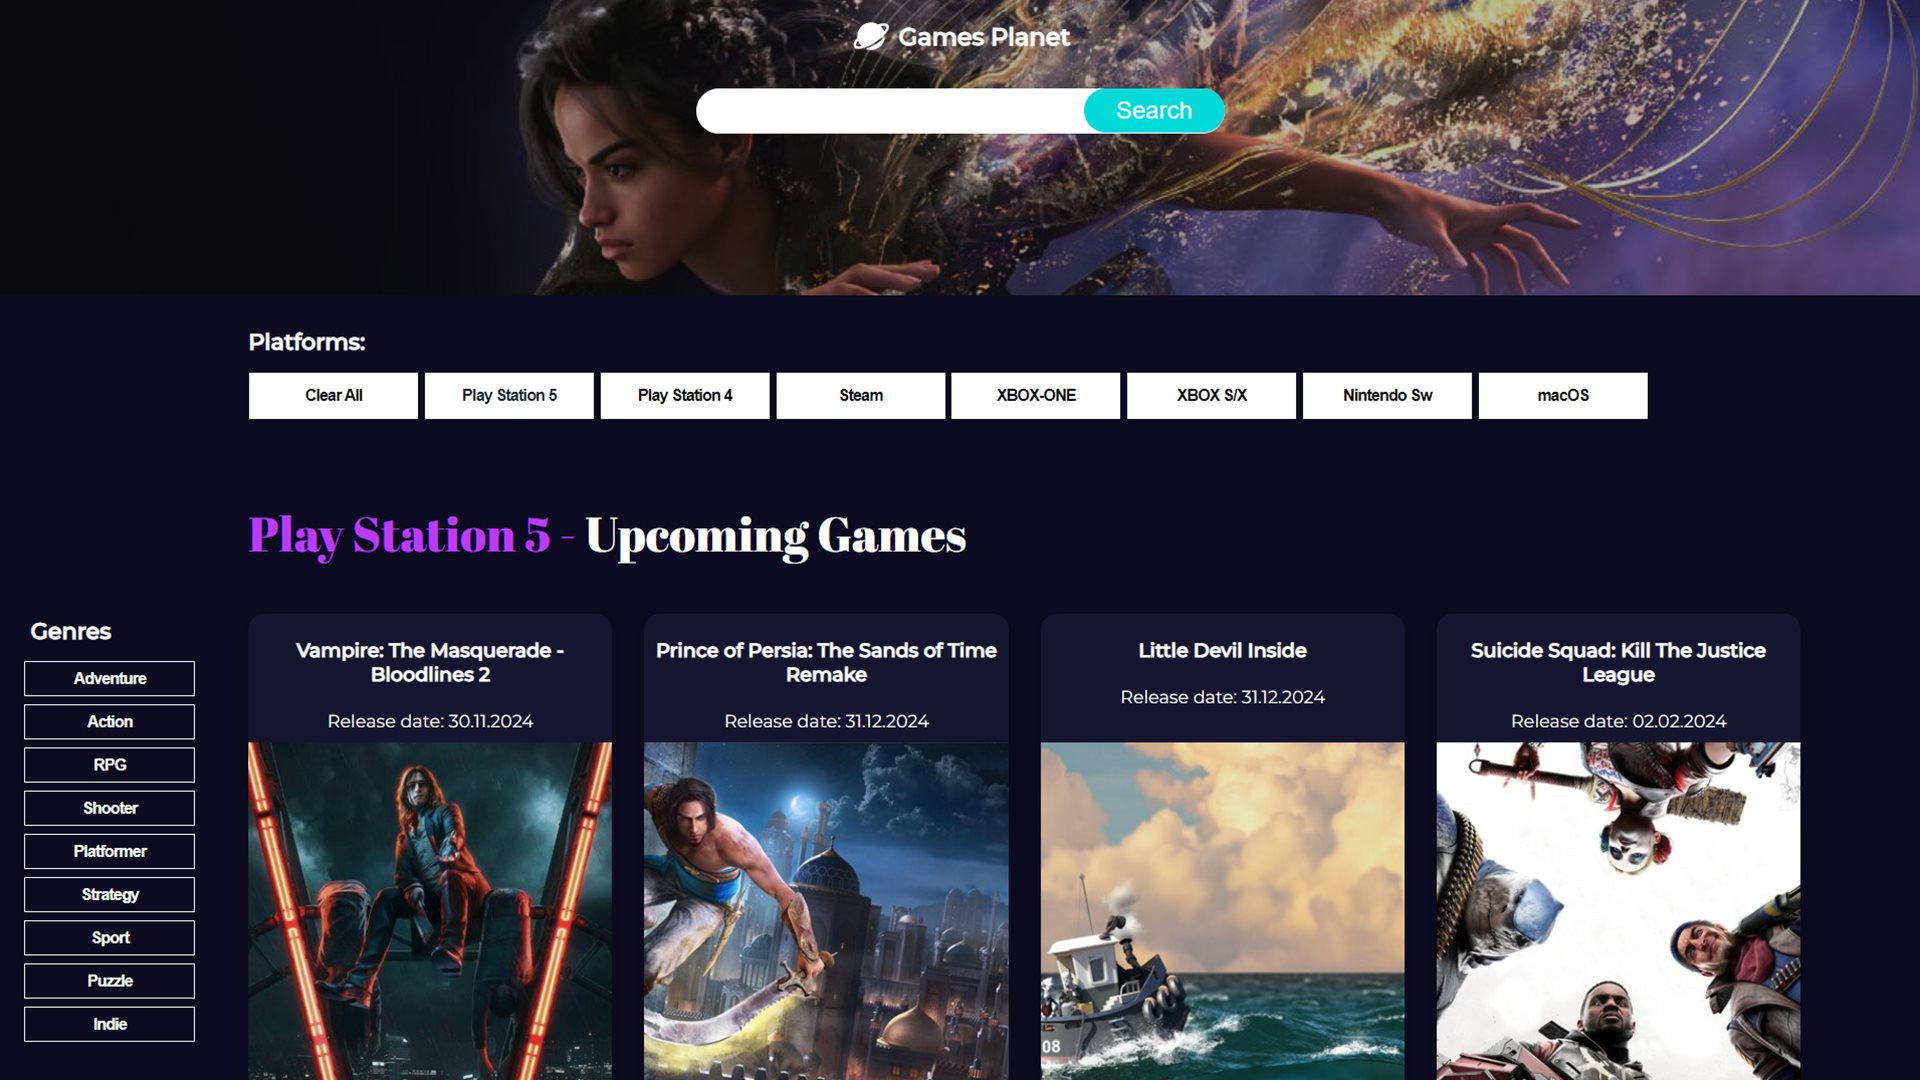 Games Planet
Search
Platforms:
Clear All
Play Station 5
Play Station 4
Steam
XBOX-ONE
XBOX S/X
Nintendo Sw
macOS
Play Station 5 - Upcoming Games
Genres
Adventure
Action
RPG
Shooter
Platformer
Strategy
Sport
Puzzle
Indie
Vampire: The Masquerade -
Bloodlines 2
Release date: 30.11.2024
Prince of Persia: The Sands of Time
Remake
Release date: 31.12.2024
Little Devil Inside
Release date: 31.12.2024
08
Suicide Squad: Kill The Justice
League
Release date: 02.02.2024